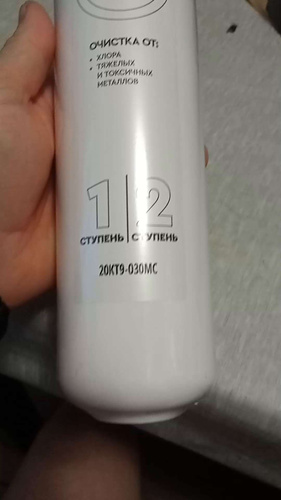 ОЧИСТКА ОТ:
• ХЛОРА
• ТЯЖЕЛЫХ
И ТОКСИЧНЫХ
МЕТАЛЛОВ
1 2
СТУПЕНЬ СТУПЕНЬ
20КТ9-030МС